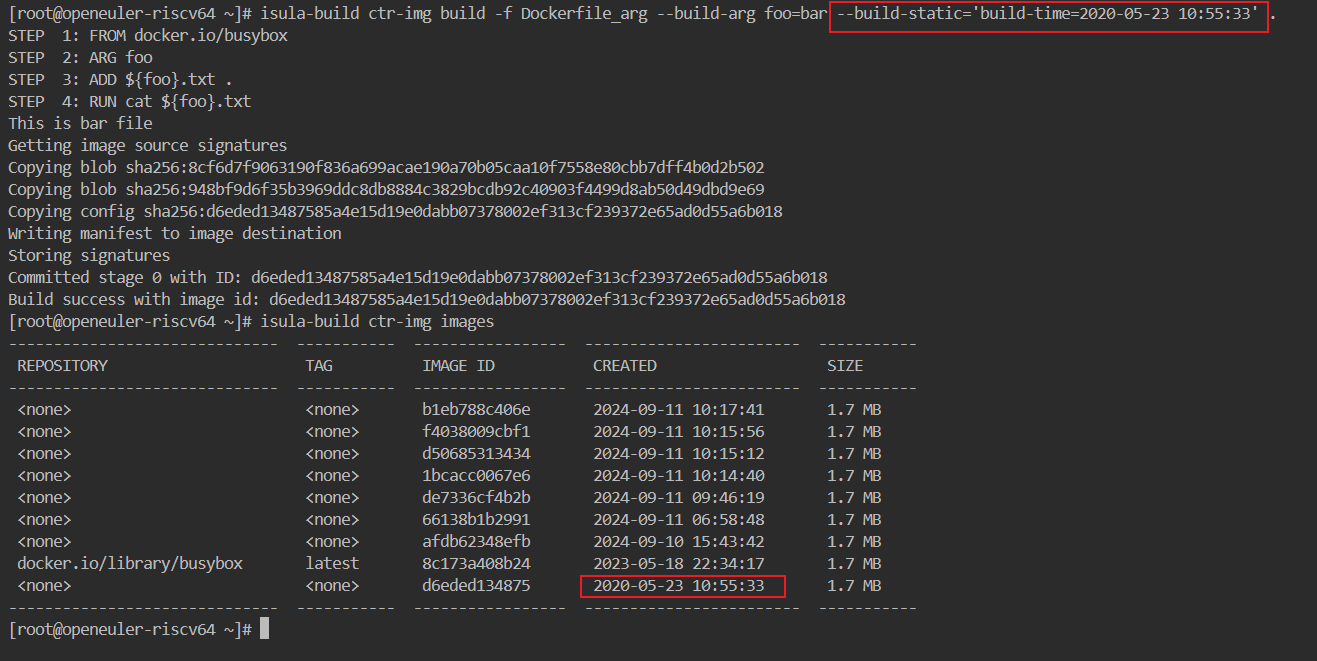 [root@openeuler-riscv64 ~]# isula-build ctr-img build -f Dockerfile_arg --build-arg foo=bar --build-static='build-time=2020-05-23 10:55:33' .
STEP  1: FROM docker.io/busybox
STEP  2: ARG foo
STEP  3: ADD ${foo}.txt .
STEP  4: RUN cat ${foo}.txt
This is bar file
Getting image source signatures
Copying blob sha256:8cf6d7f9063190f836a699acae190a70b05caa10f7558e80cbb7dff4b0d2b502
Copying blob sha256:948bf9d6f35b3969ddc8db8884c3829bcdb92c40903f4499d8ab50d49dbd9e69
Copying config sha256:d6eded13487585a4e15d19e0dabb07378002ef313cf239372e65ad0d55a6b018
Writing manifest to image destination
Storing signatures
Committed stage 0 with ID: d6eded13487585a4e15d19e0dabb07378002ef313cf239372e65ad0d55a6b018
Build success with image id: d6eded13487585a4e15d19e0dabb07378002ef313cf239372e65ad0d55a6b018
[root@openeuler-riscv64 ~]# isula-build ctr-img images
------------------------------  -----------  -----------------  ------------------------  -----------
REPOSITORY                      TAG          IMAGE ID           CREATED                   SIZE
------------------------------  -----------  -----------------  ------------------------  -----------
<none>                          <none>       b1eb788c406e       2024-09-11 10:17:41       1.7 MB
<none>                          <none>       f4038009cbf1       2024-09-11 10:15:56       1.7 MB
<none>                          <none>       d50685313434       2024-09-11 10:15:12       1.7 MB
<none>                          <none>       1bcacc0067e6       2024-09-11 10:14:40       1.7 MB
<none>                          <none>       de7336cf4b2b       2024-09-11 09:46:19       1.7 MB
<none>                          <none>       66138b1b2991       2024-09-11 06:58:48       1.7 MB
<none>                          <none>       afdb62348efb       2024-09-10 15:43:42       1.7 MB
docker.io/library/busybox       latest       8c173a408b24       2023-05-18 22:34:17       1.7 MB
<none>                          <none>       d6eded134875       2020-05-23 10:55:33       1.7 MB
------------------------------  -----------  -----------------  ------------------------  -----------
[root@openeuler-riscv64 ~]#